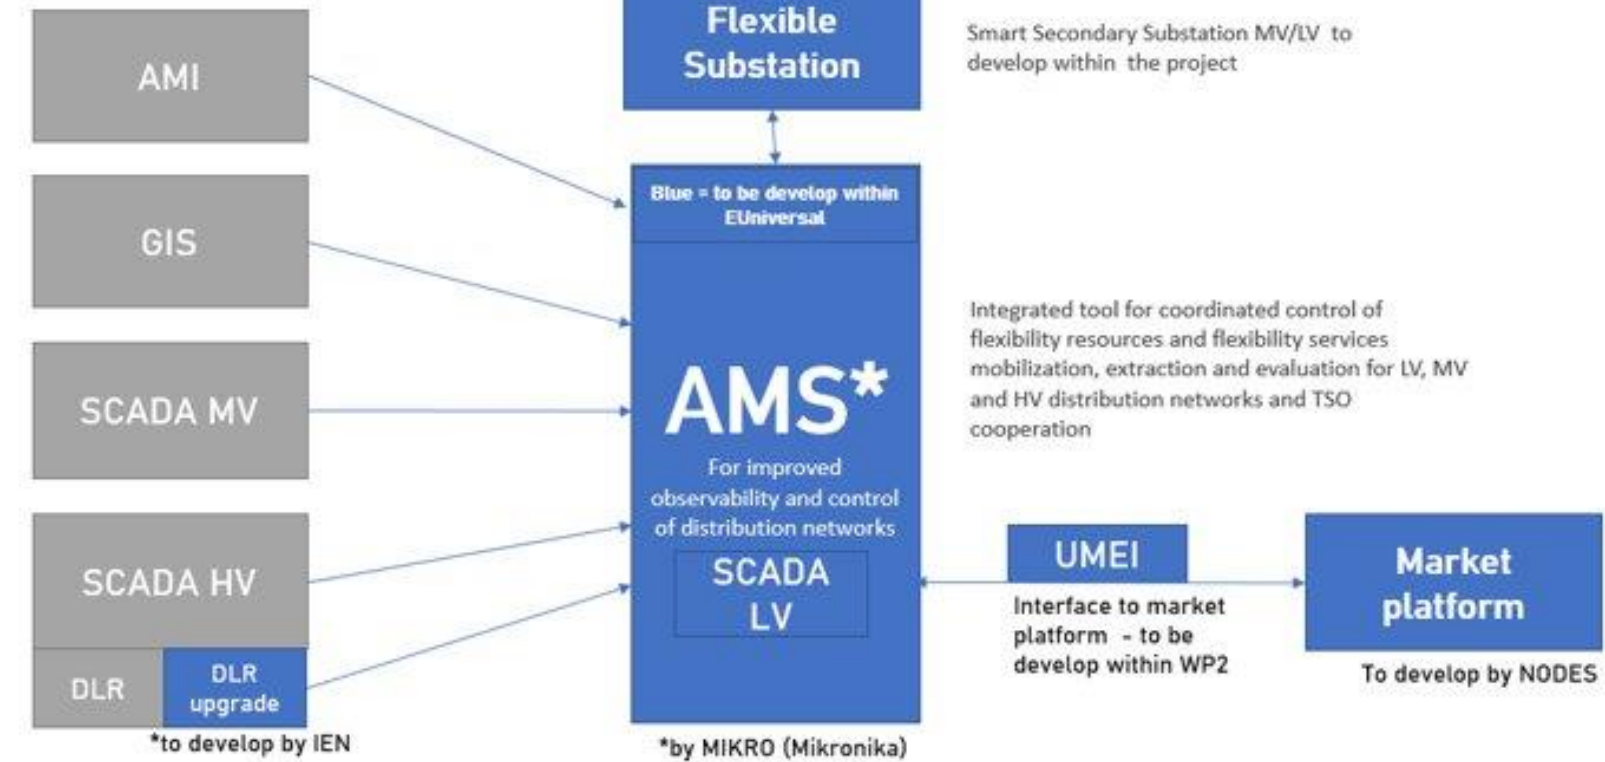 AMI
GIS
SCADA MV
SCADA HV
DLR
DLR
upgrade
*to develop by IEN
Flexible
Substation
Blue = to be develop within
EUniversal
AMS*
For improved
observability and control
of distribution networks
SCADA
LV
*by MIKRO (Mikronika)
Smart Secondary Substation MV/LV to
develop within the project
Integrated tool for coordinated control of
flexibility resources and flexibility services
mobilization, extraction and evaluation for LV, MV
and HV distribution networks and TSO
cooperation
UMEI
Interface to market
platform - to be
develop within WP2
Market
platform
To develop by NODES